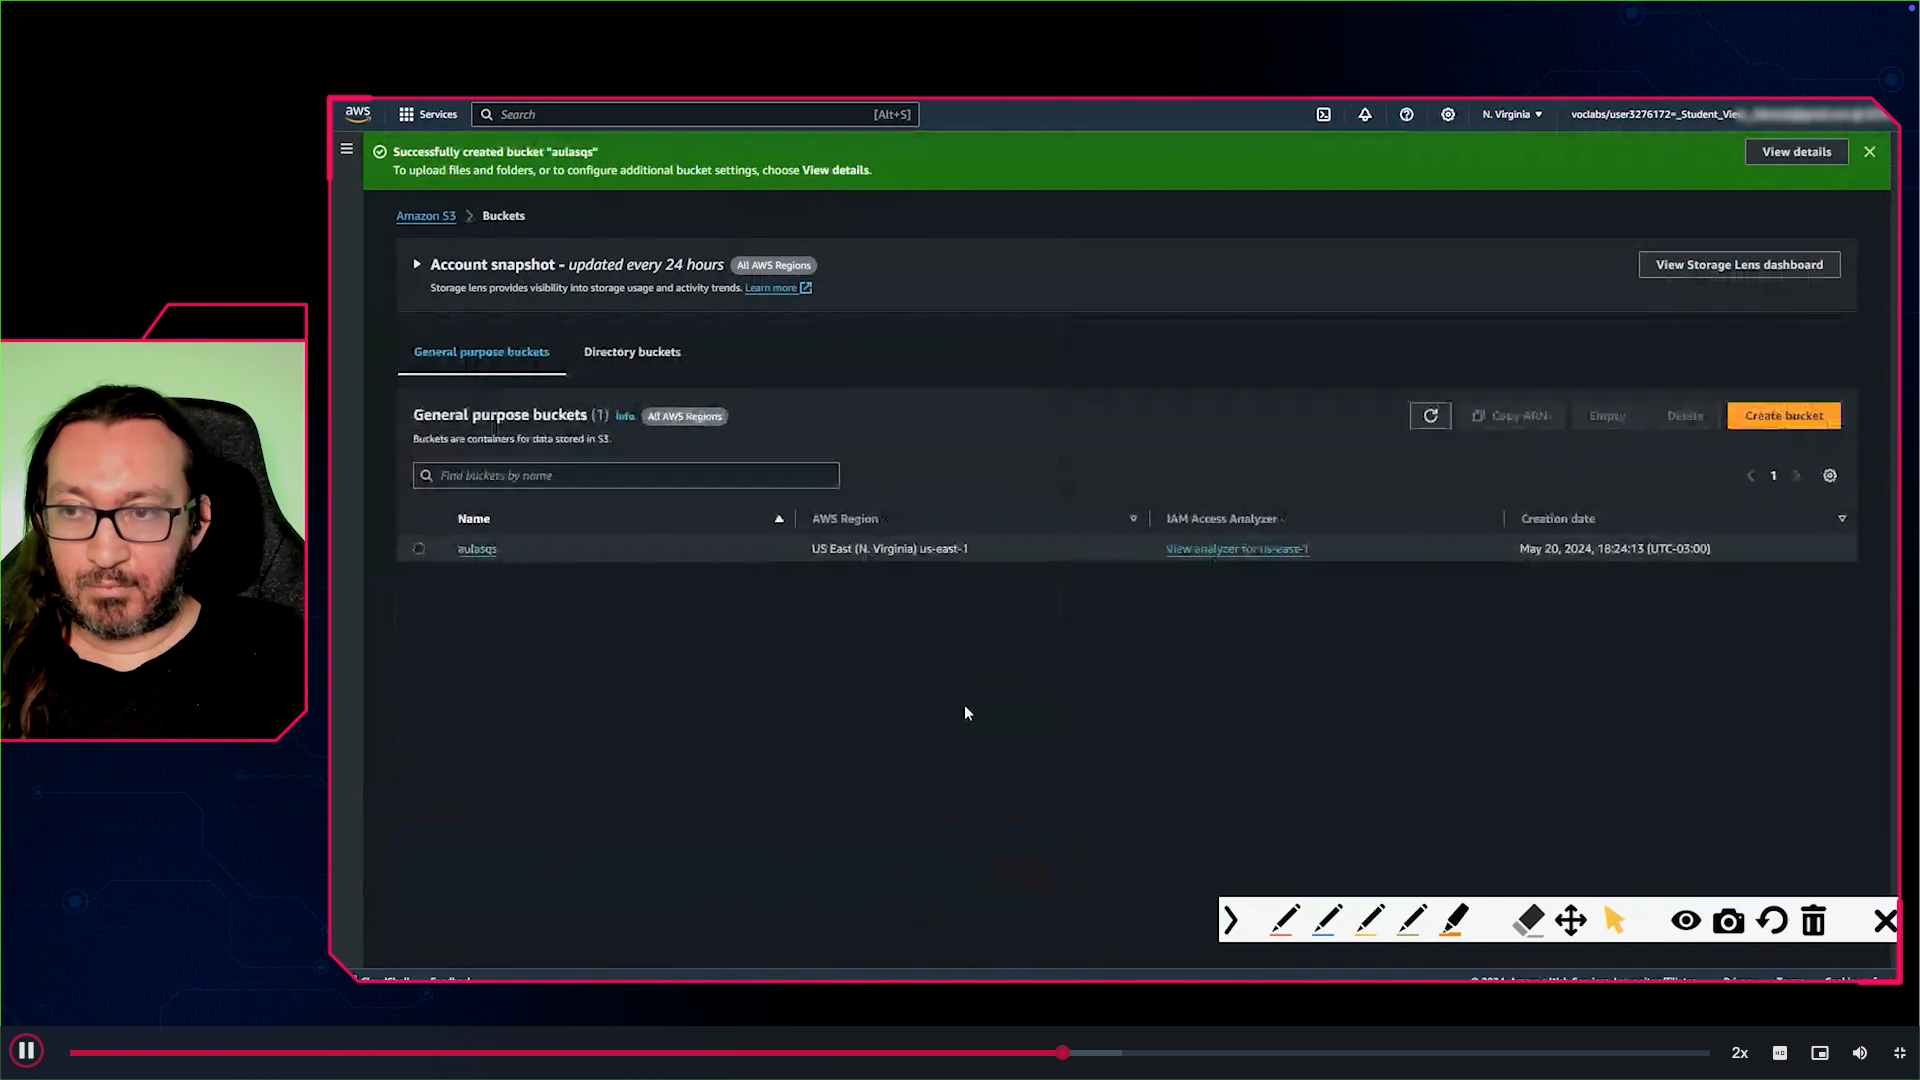 aws Services Search [Alt+S] N. Virginia voclabs/user3276172=_Student_Vie
Successfully created bucket "aulasqs"
To upload files and folders, or to configure additional bucket settings, choose View details.
View details
Amazon S3 Buckets
Account snapshot - updated every 24 hours All AWS Regions
View Storage Lens dashboard
Storage lens provides visibility into storage usage and activity trends. Learn more
General purpose buckets Directory buckets
General purpose buckets (1) Info All AWS Regions
Copy ARN Empty Delete Create bucket
Buckets are containers for data stored in S3.
Find buckets by name
1
Name AWS Region IAM Access Analyzer Creation date
aulasqs US East (N. Virginia) us-east-1 View analyzer for us-east-1 May 20, 2024, 18:24:13 (UTC-03:00)
2x